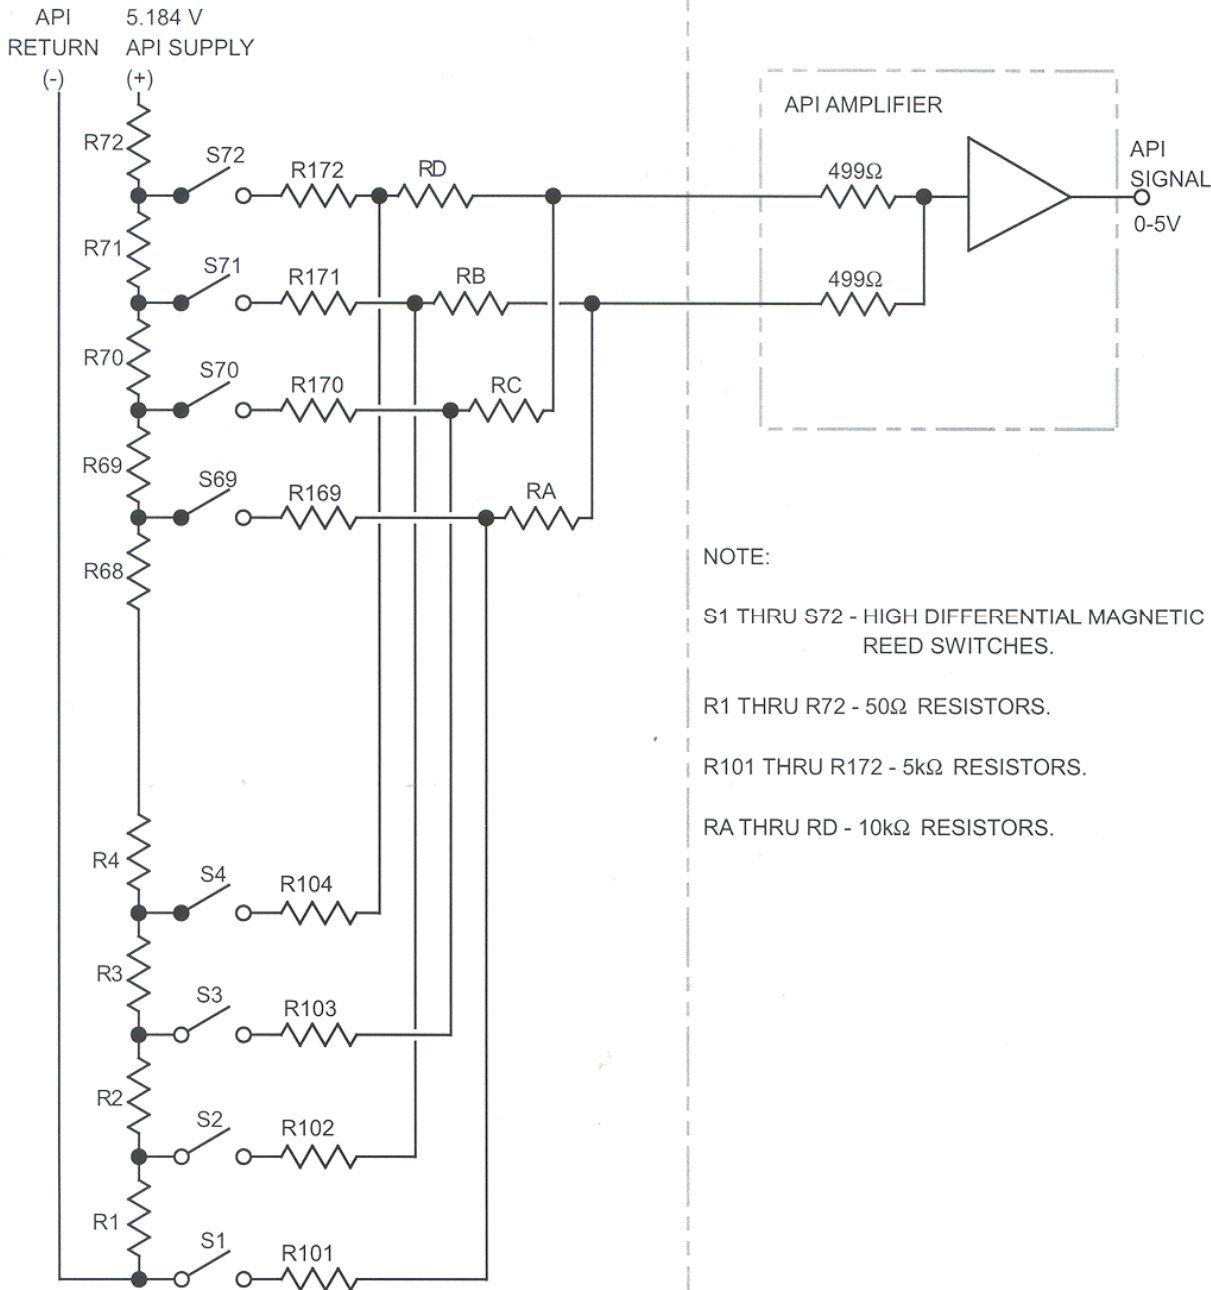 API RETURN (-)
5.184 V API SUPPLY (+)
API AMPLIFIER
R72
S72
R172
RD
499Ω
API SIGNAL
0-5V
R71
S71
R171
RB
499Ω
R70
S70
R170
RC
R69
S69
R169
RA
R68
NOTE:
S1 THRU S72 - HIGH DIFFERENTIAL MAGNETIC
REED SWITCHES.
R1 THRU R72 - 50Ω RESISTORS.
R101 THRU R172 - 5kΩ RESISTORS.
RA THRU RD - 10kΩ RESISTORS.
R4
S4
R104
R3
S3
R103
R2
S2
R102
R1
S1
R101